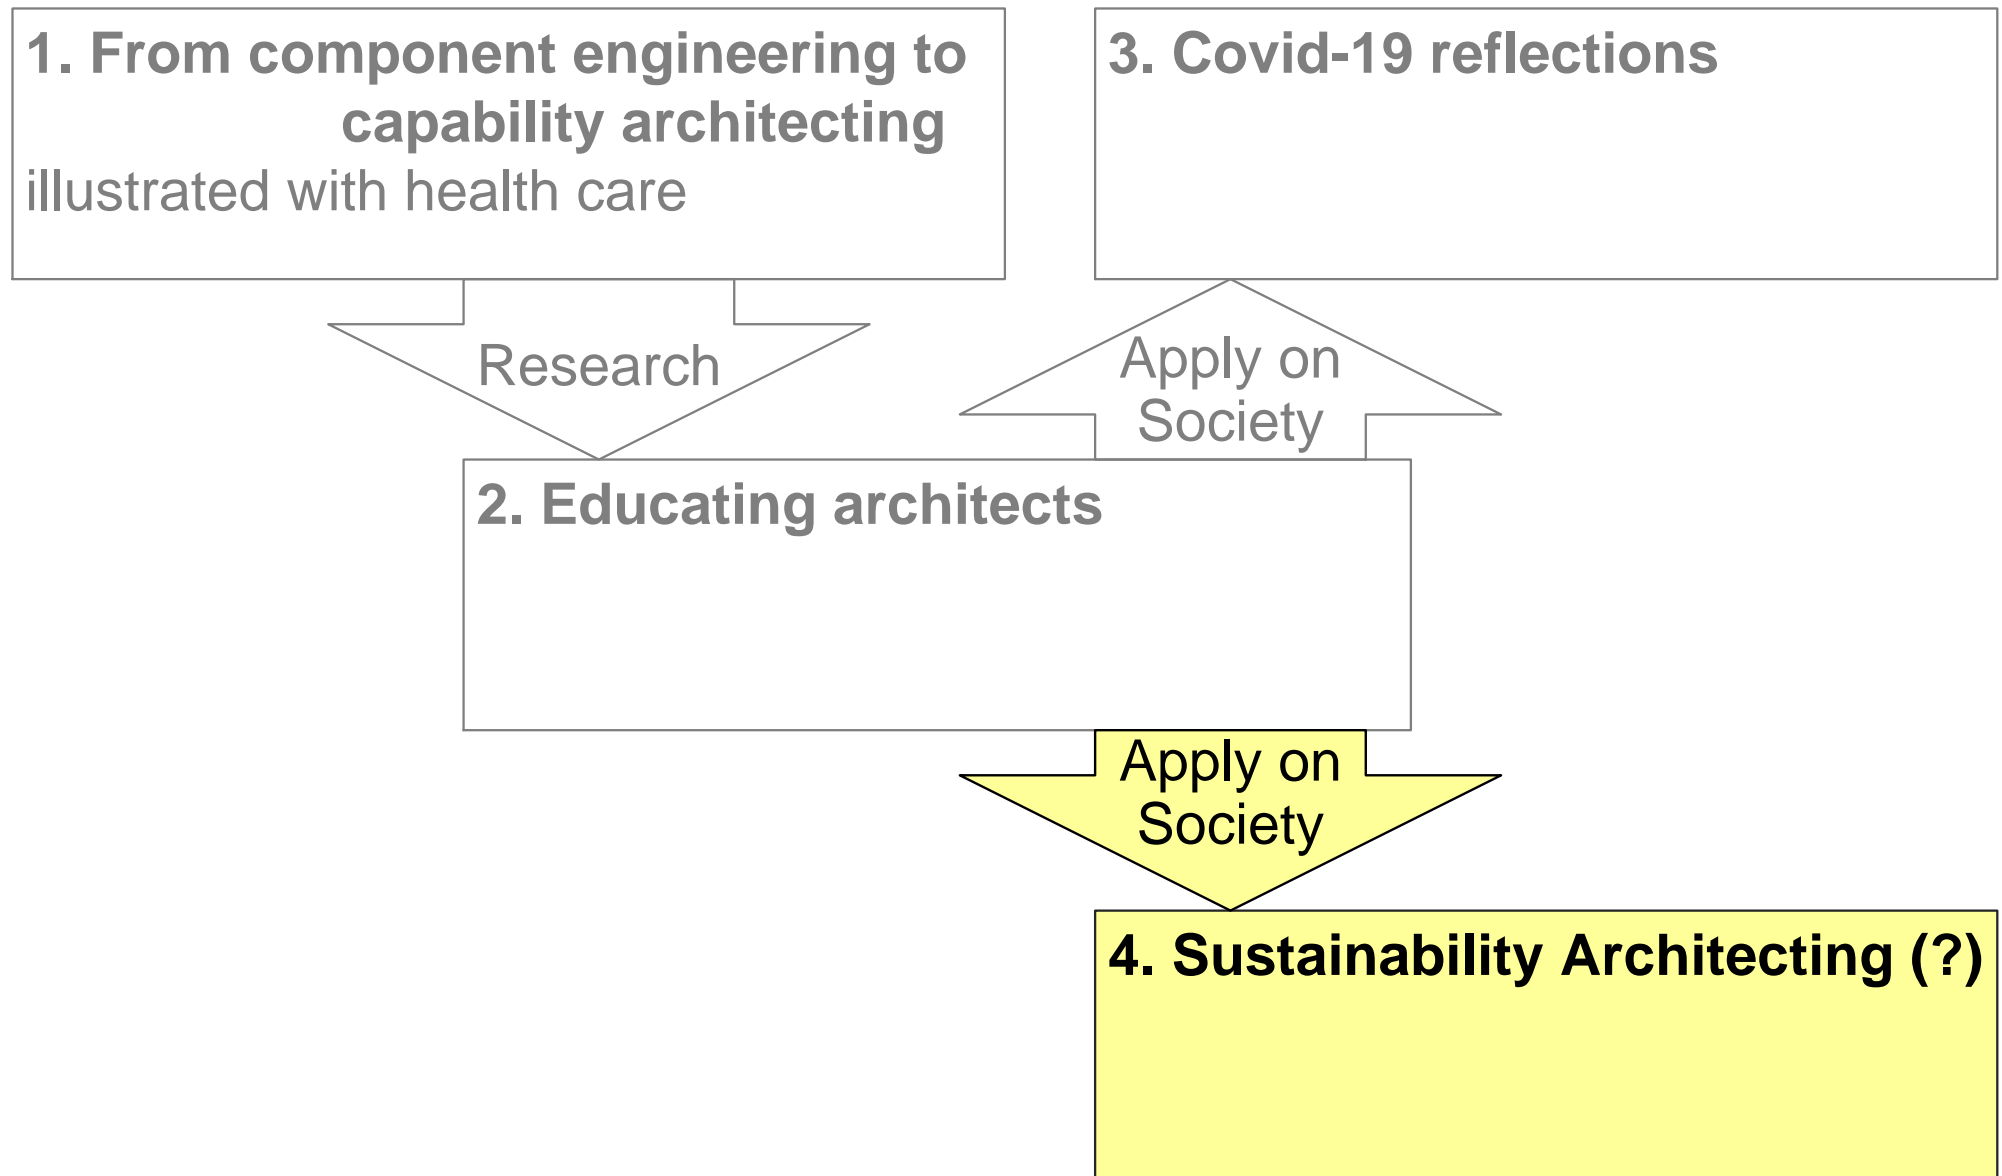 1. From component engineering to
capability architecting
illustrated with health care
Research
2. Educating architects
Apply on
Society
3. Covid-19 reflections
Apply on
Society
4. Sustainability Architecting (?)